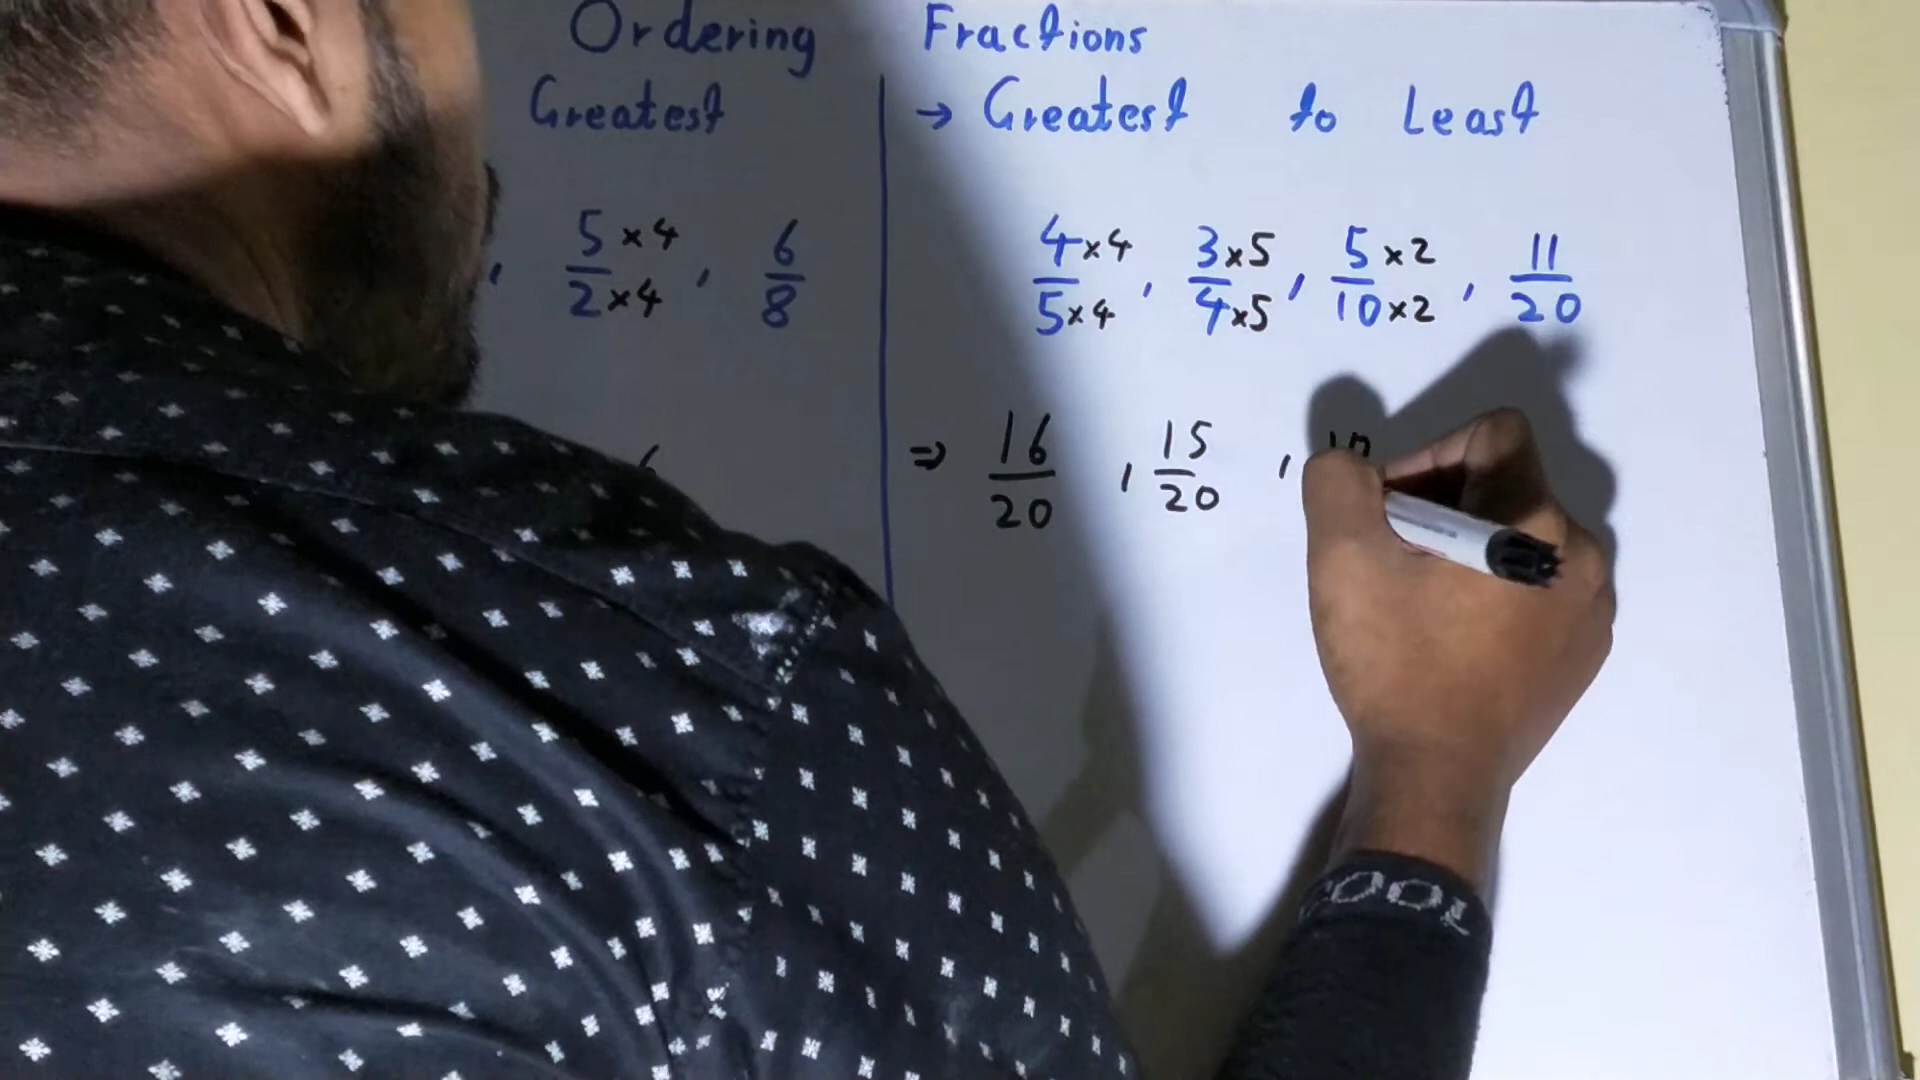 Ordering Fractions
Greatest
, 5×4/2×4 , 6/8
→ Greatest to Least
4×4/5×4 , 3×5/4×5 , 5×2/10×2 , 11/20
⇒ 16/20 , 15/20 , 10